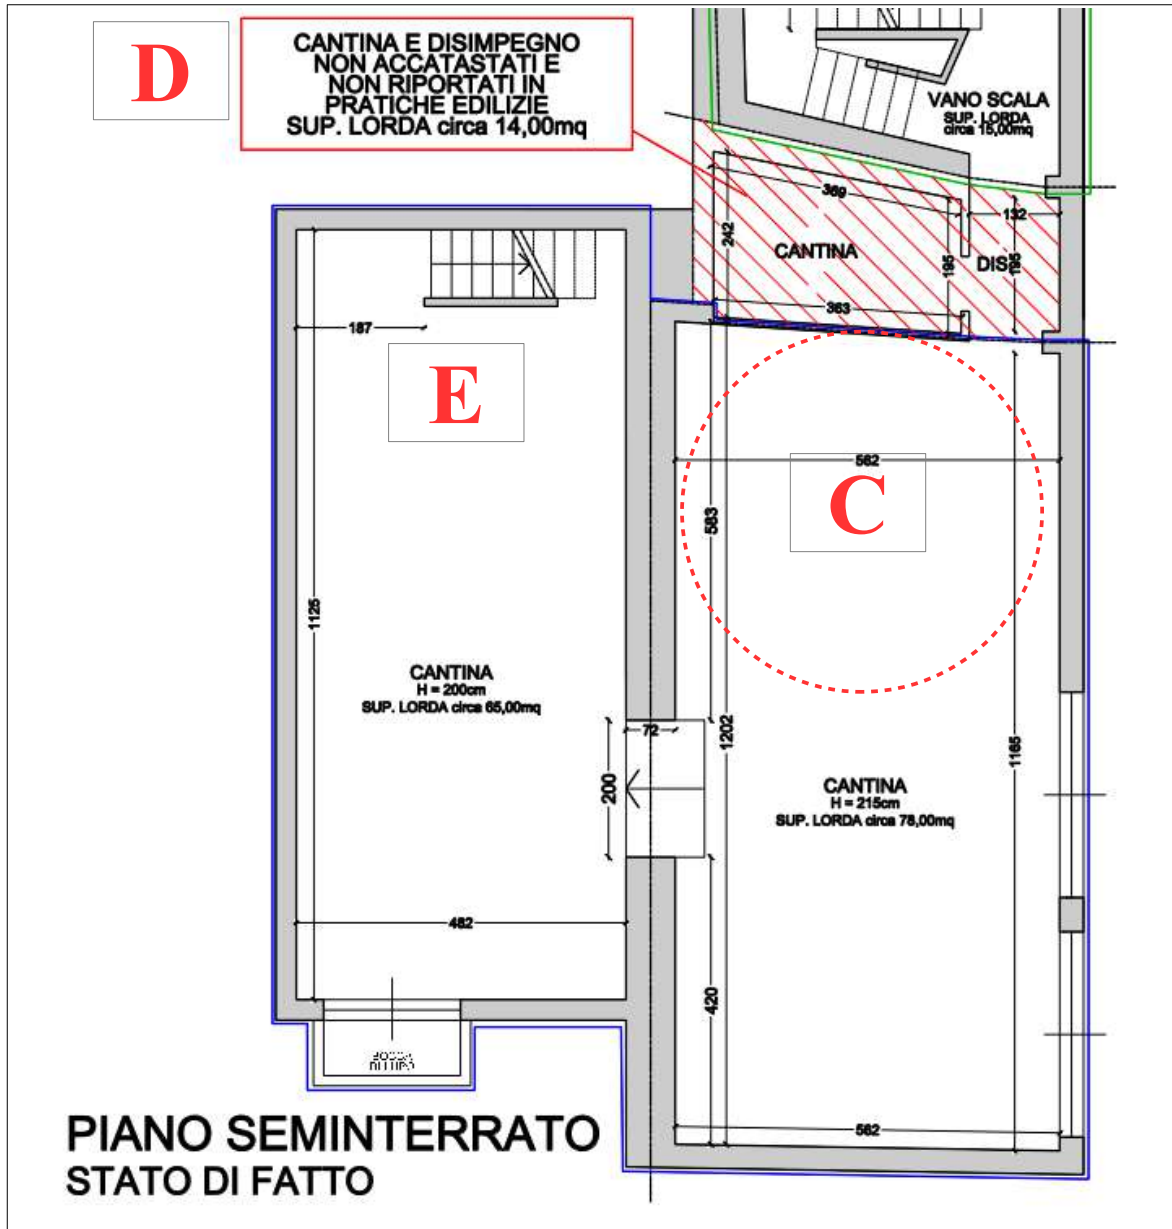 D
CANTINA E DISIMPEGNO
NON ACCATASTATI E
NON RIPORTATI IN
PRATICHE EDILIZIE
SUP. LORDA circa 14,00mq
VANO SCALA
SUP. LORDA
circa 15,00mq
369
132
242
CANTINA
195
DIS.
195
363
187
E
562
C
583
1125
CANTINA
H = 200cm
SUP. LORDA circa 65,00mq
72
1202
1165
200
CANTINA
H = 215cm
SUP. LORDA circa 78,00mq
482
420
BOCCA
DI LUPO
562
PIANO SEMINTERRATO
STATO DI FATTO